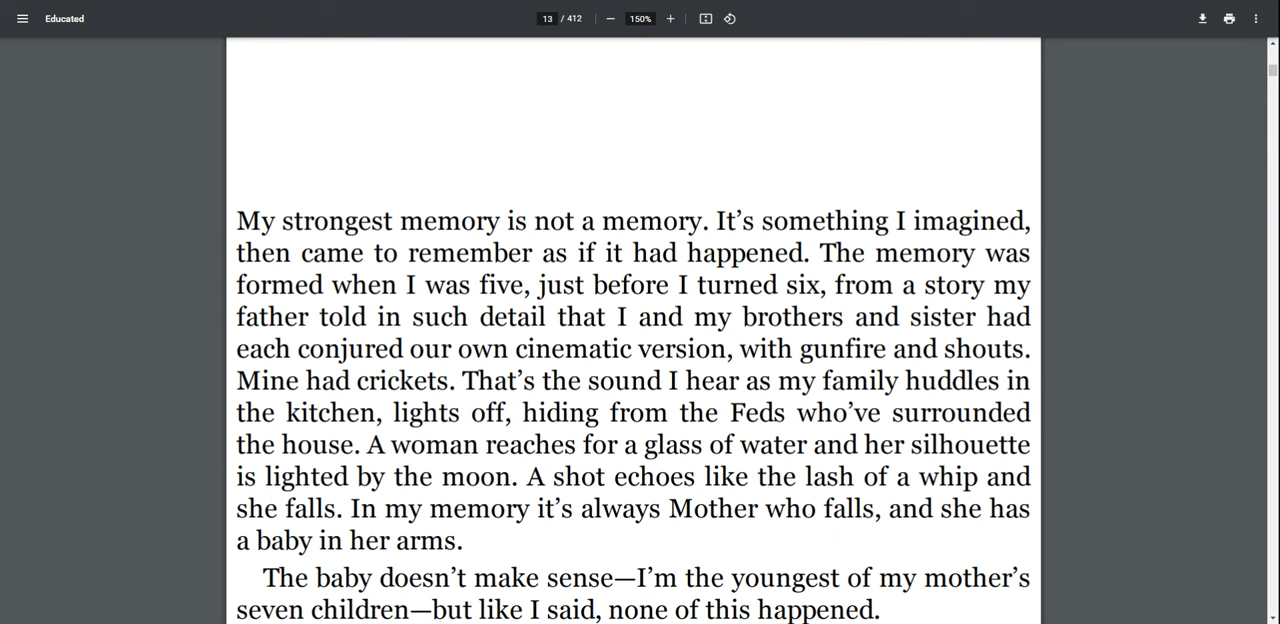 Educated
13 / 412
150%
My strongest memory is not a memory. It’s something I imagined,
then came to remember as if it had happened. The memory was
formed when I was five, just before I turned six, from a story my
father told in such detail that I and my brothers and sister had
each conjured our own cinematic version, with gunfire and shouts.
Mine had crickets. That’s the sound I hear as my family huddles in
the kitchen, lights off, hiding from the Feds who’ve surrounded
the house. A woman reaches for a glass of water and her silhouette
is lighted by the moon. A shot echoes like the lash of a whip and
she falls. In my memory it’s always Mother who falls, and she has
a baby in her arms.
The baby doesn’t make sense—I’m the youngest of my mother’s
seven children—but like I said, none of this happened.